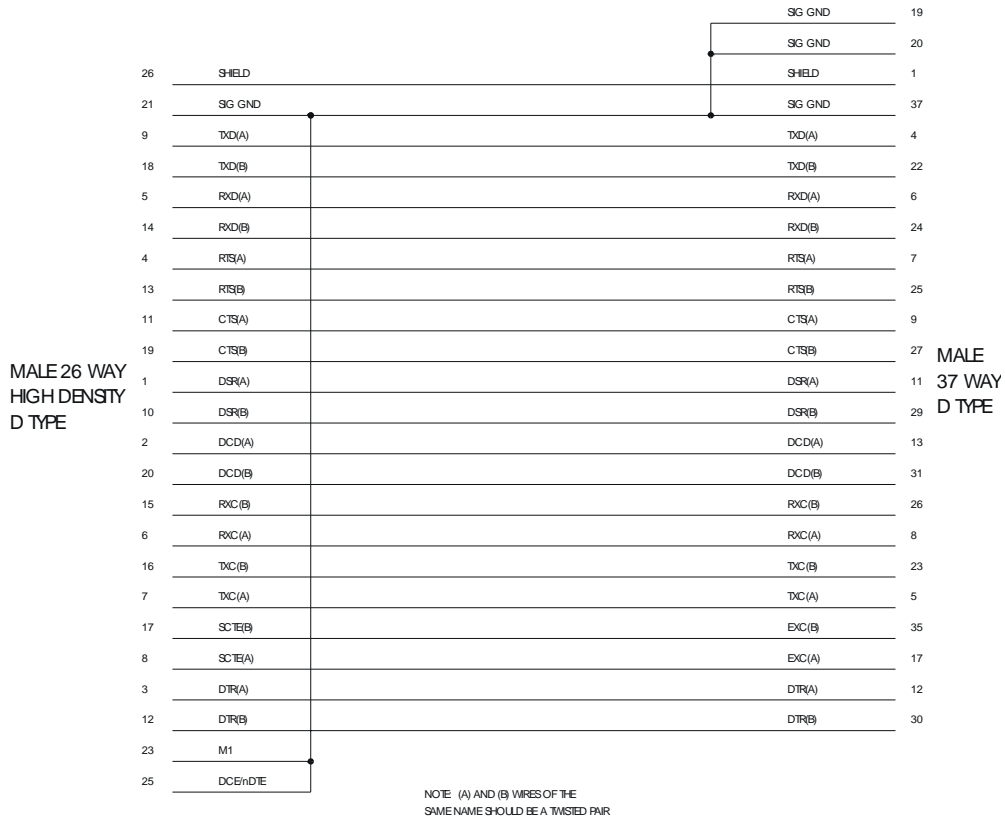 SIG GND 19
SIG GND 20
26 SHIELD SHIELD 1
21 SIG GND SIG GND 37
9 TXD(A) TXD(A) 4
18 TXD(B) TXD(B) 22
5 RXD(A) RXD(A) 6
14 RXD(B) RXD(B) 24
4 RTS(A) RTS(A) 7
13 RTS(B) RTS(B) 25
11 CTS(A) CTS(A) 9
19 CTS(B) CTS(B) 27
MALE 26 WAY
HIGH DENSITY
D TYPE
MALE
37 WAY
D TYPE
1 DSR(A) DSR(A) 11
10 DSR(B) DSR(B) 29
2 DCD(A) DCD(A) 13
20 DCD(B) DCD(B) 31
15 RXC(B) RXC(B) 26
6 RXC(A) RXC(A) 8
16 TXC(B) TXC(B) 23
7 TXC(A) TXC(A) 5
17 SCTE(B) EXC(B) 35
8 SCTE(A) EXC(A) 17
3 DTR(A) DTR(A) 12
12 DTR(B) DTR(B) 30
23 M1
25 DCE/nDTE
NOTE: (A) AND (B) WIRES OF THE
SAME NAME SHOULD BE A TWISTED PAIR